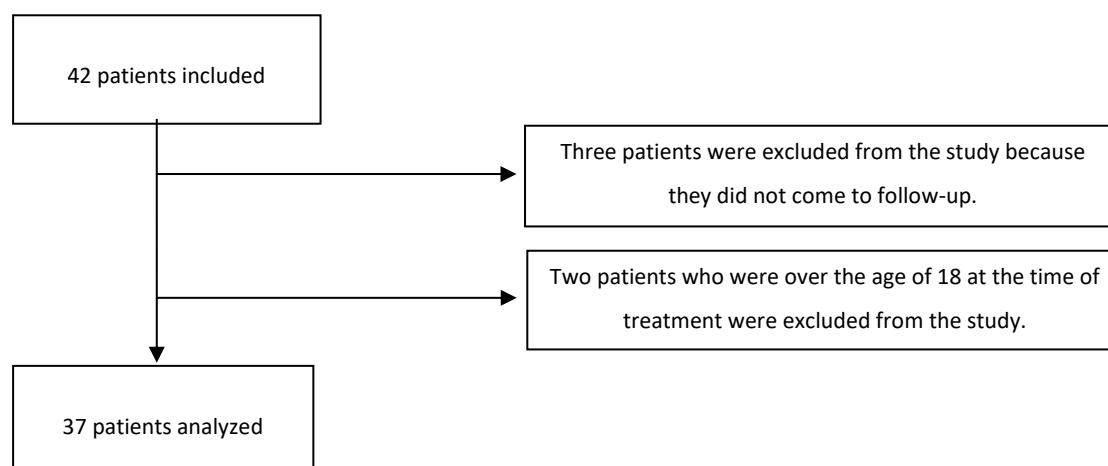 42 patients included
Three patients were excluded from the study because
they did not come to follow-up.
Two patients who were over the age of 18 at the time of
treatment were excluded from the study.
37 patients analyzed